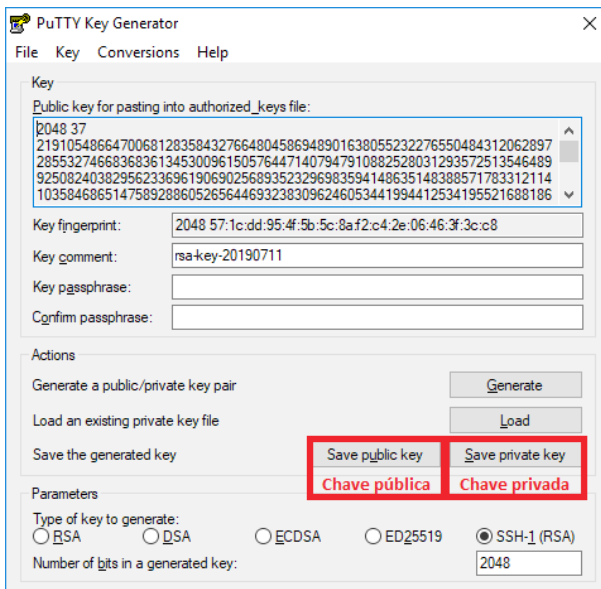 PuTTY Key Generator
File Key Conversions Help
Key
Public key for pasting into authorized_keys file:
2048 37
21910548664700681283584327664804586948901638055232276550484312062897
2855327466836836134530096150576447140794791088252803129357251354648​9
9250824038295623369619069025689352329698359414863514838857178331211​4
1035846865147589288605265644693238309624605344199441253419552168818​6
Key fingerprint: 2048 57:1c:dd:95:4f:5b:5c:8a:f2:c4:2e:06:46:3f:3c:c8
Key comment: rsa-key-20190711
Key passphrase:
Confirm passphrase:
Actions
Generate a public/private key pair Generate
Load an existing private key file Load
Save the generated key Save public key Save private key
Chave pública Chave privada
Parameters
Type of key to generate:
RSA DSA ECDSA ED25519 SSH-1 (RSA)
Number of bits in a generated key: 2048